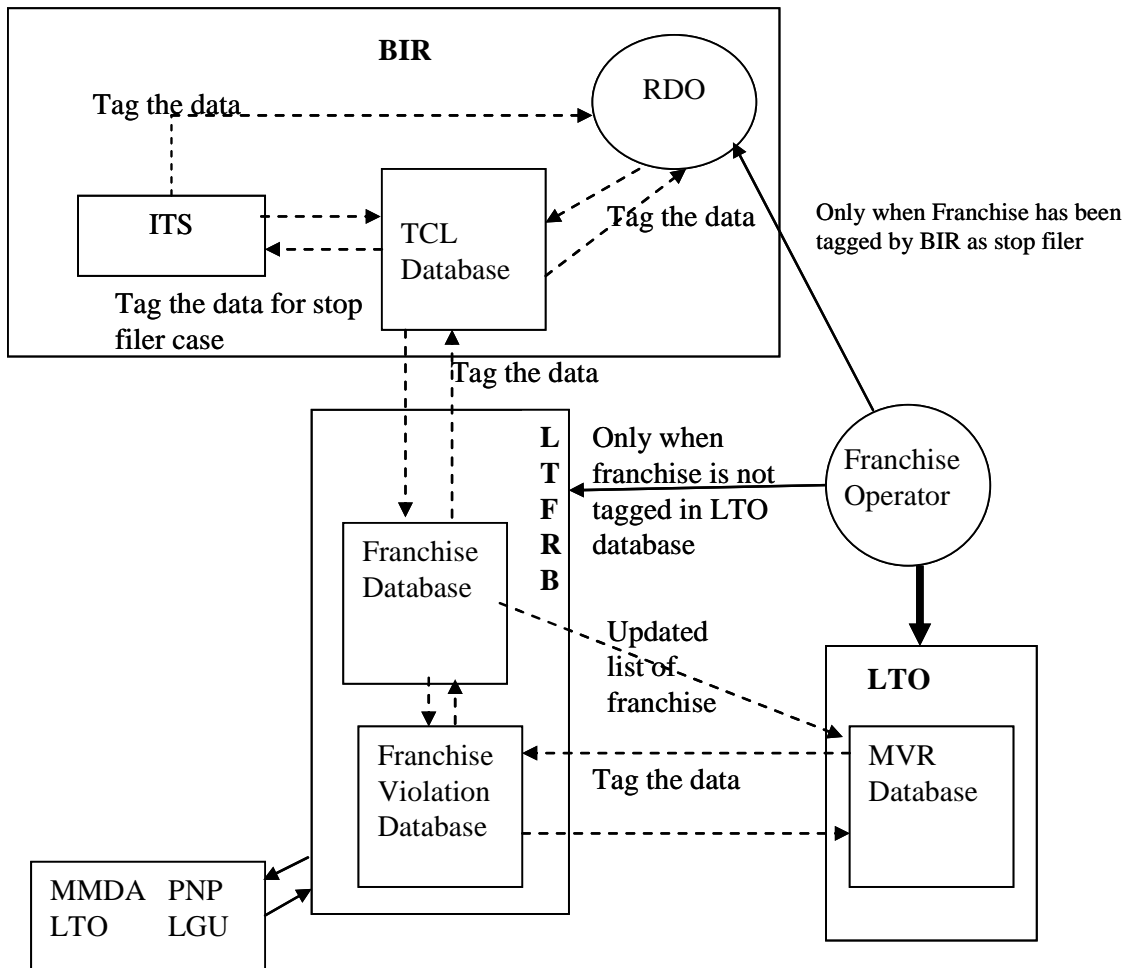 BIR
RDO
Tag the data
ITS
TCL
Database
Tag the data
Only when Franchise has been
tagged by BIR as stop filer
Tag the data for stop
filer case
Tag the data
L
T
F
R
B
Only when
franchise is not
tagged in LTO
database
Franchise
Operator
Franchise
Database
Updated
list of
franchise
LTO
Franchise
Violation
Database
Tag the data
MVR
Database
MMDA PNP
LTO LGU